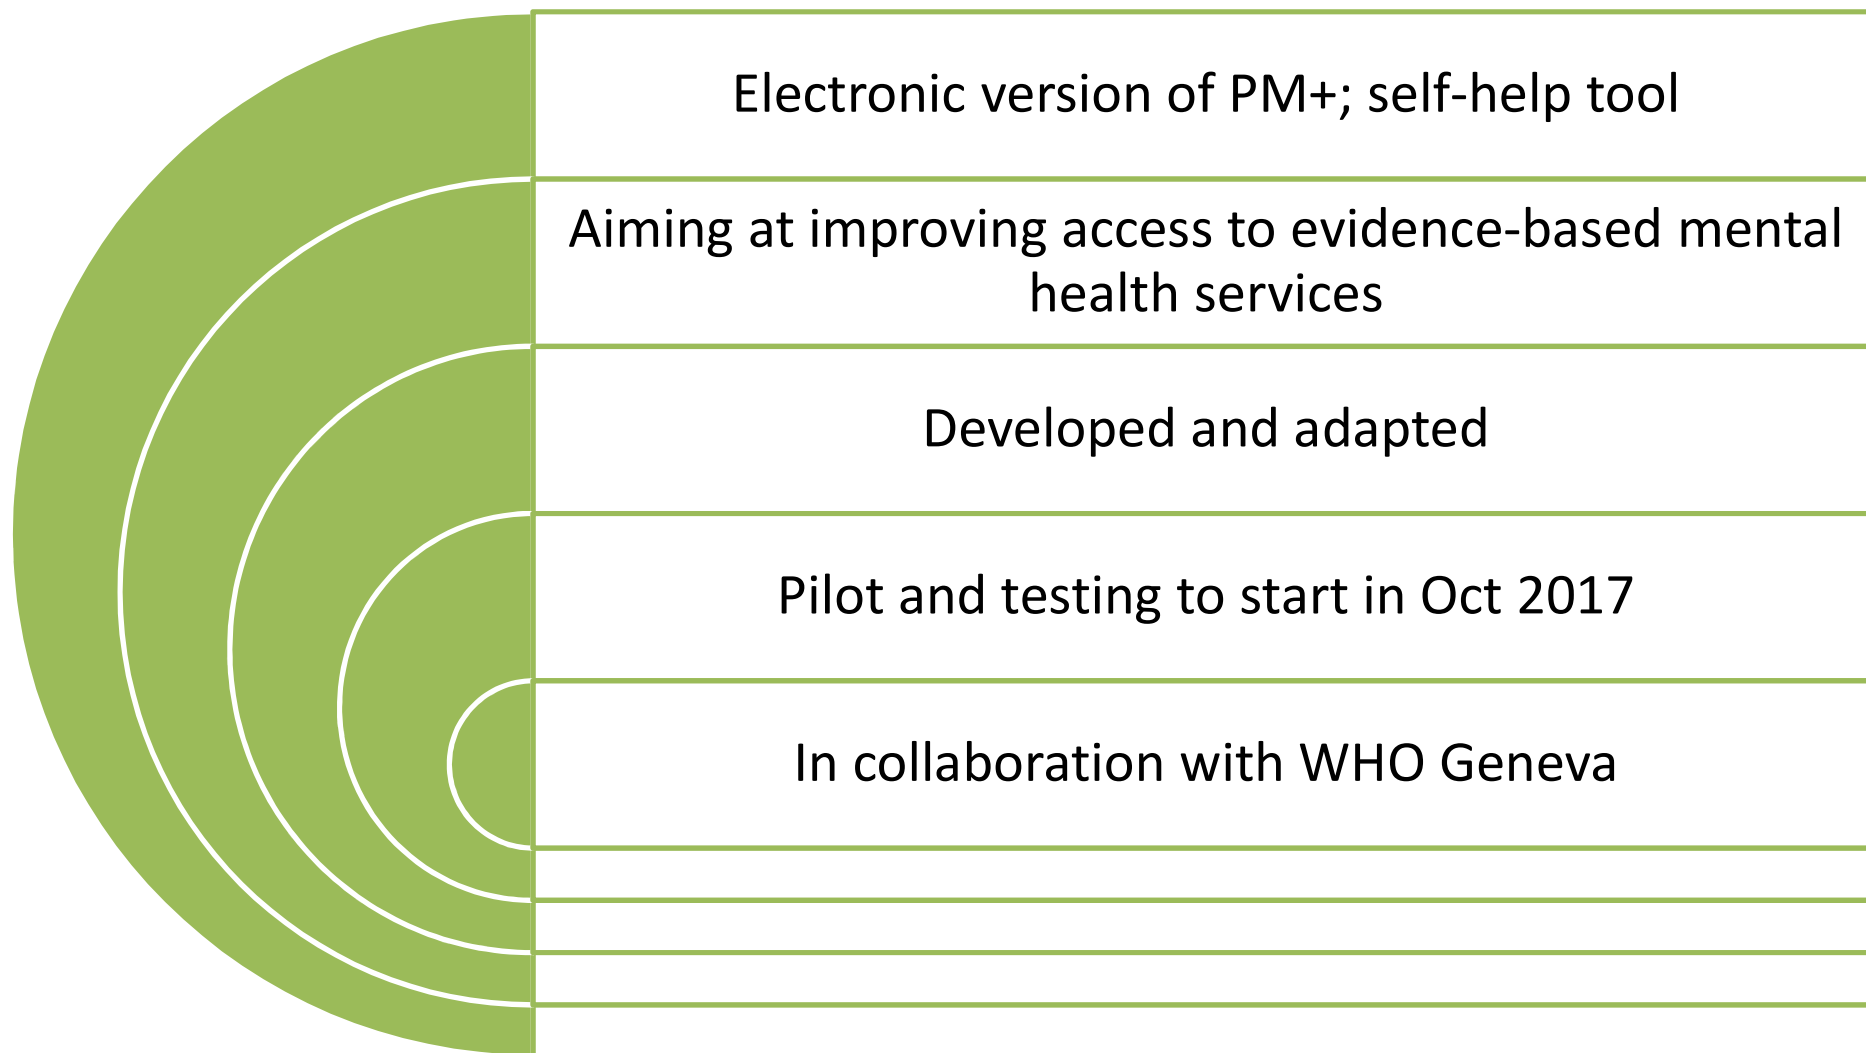 Electronic version of PM+; self-help tool
Aiming at improving access to evidence-based mental
health services
Developed and adapted
Pilot and testing to start in Oct 2017
In collaboration with WHO Geneva